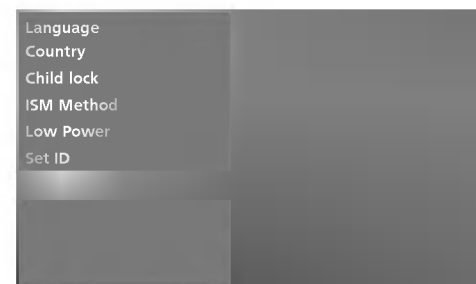 Language
Country
Child lock
ISM Method
Low Power
Set ID